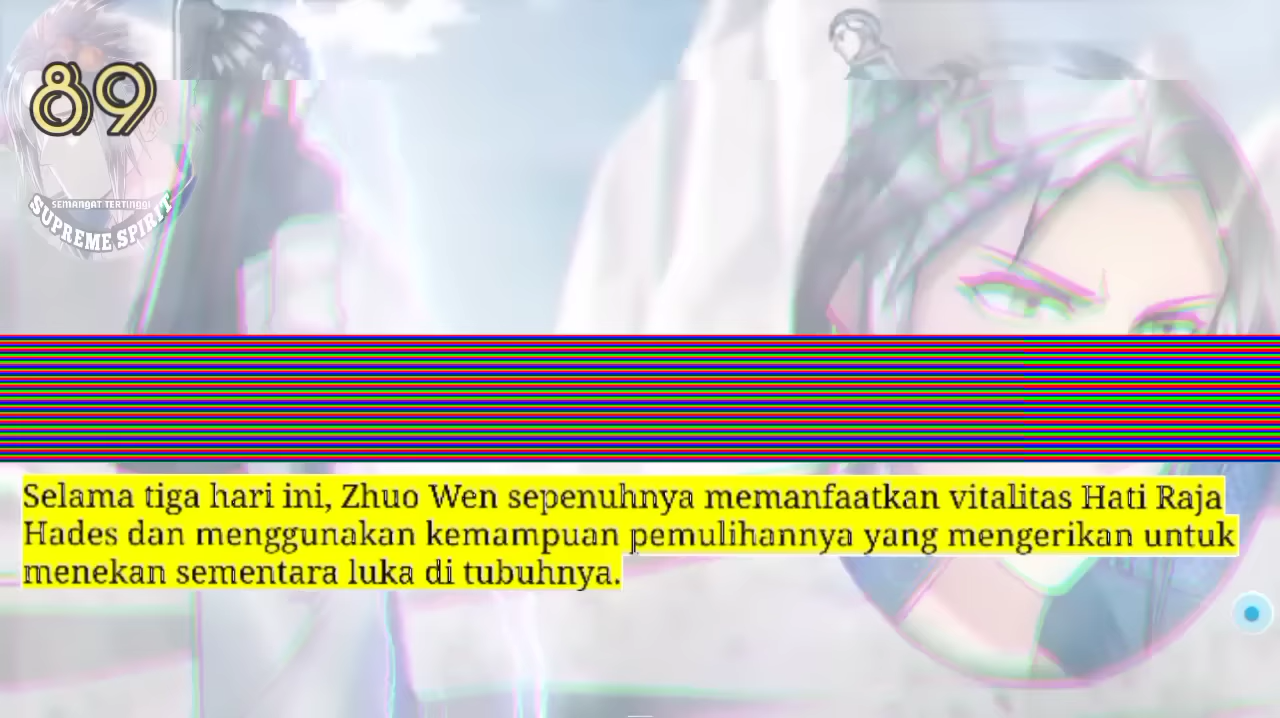 89
SEMANGAT TERTINGGI
SUPREME SPIRIT
Selama tiga hari ini, Zhuo Wen sepenuhnya memanfaatkan vitalitas Hati Raja
Hades dan menggunakan kemampuan pemulihannya yang mengerikan untuk
menekan sementara luka di tubuhnya.